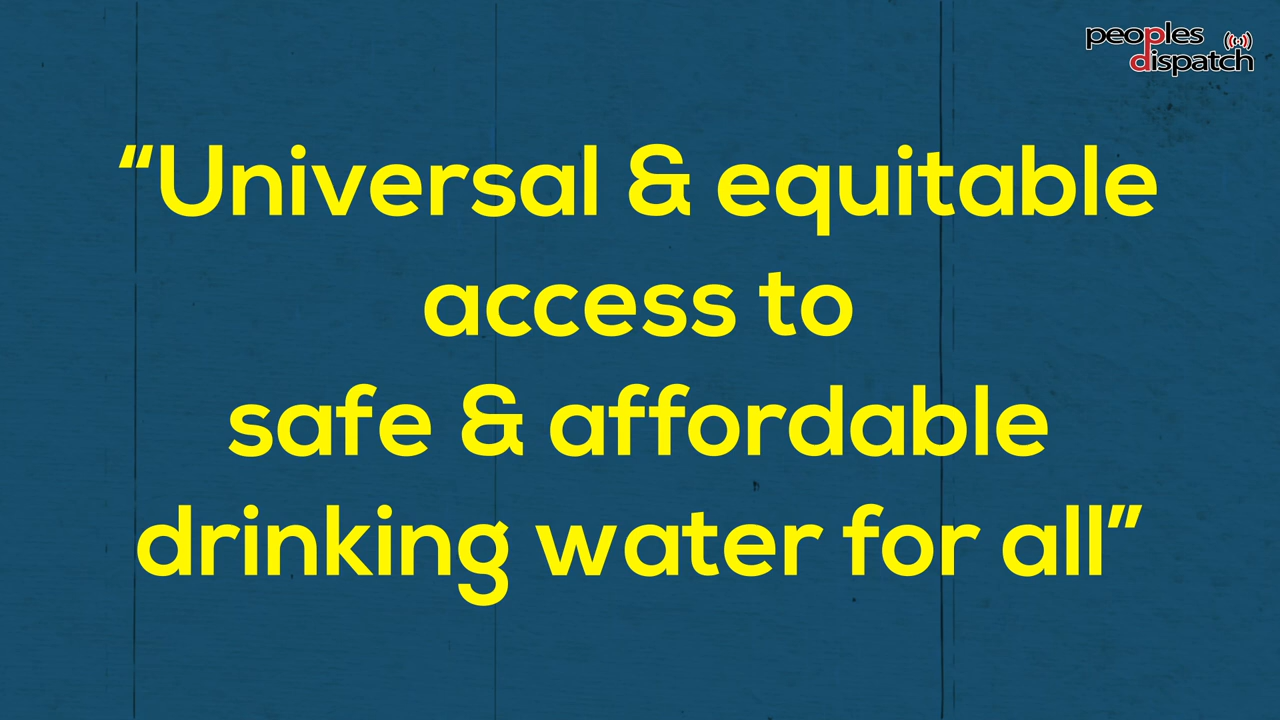 peoples
dispatch
“Universal & equitable
access to
safe & affordable
drinking water for all”